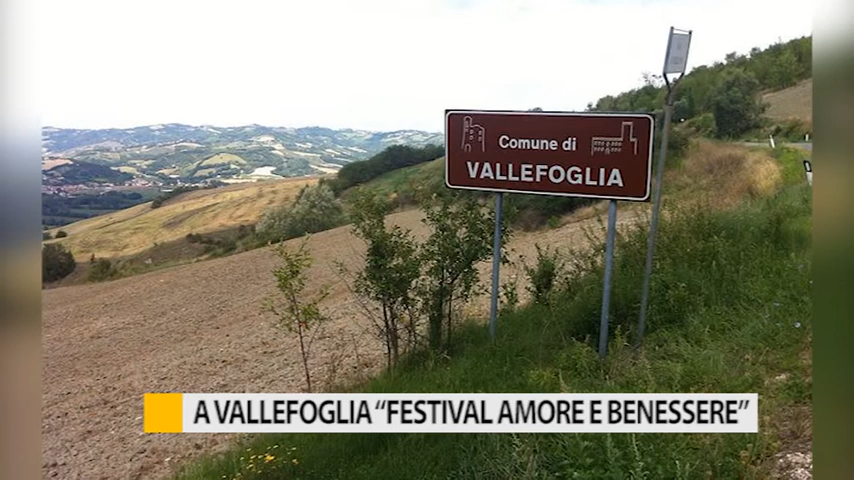 Comune di
VALLEFOGLIA
A VALLEFOGLIA “FESTIVAL AMORE E BENESSERE”